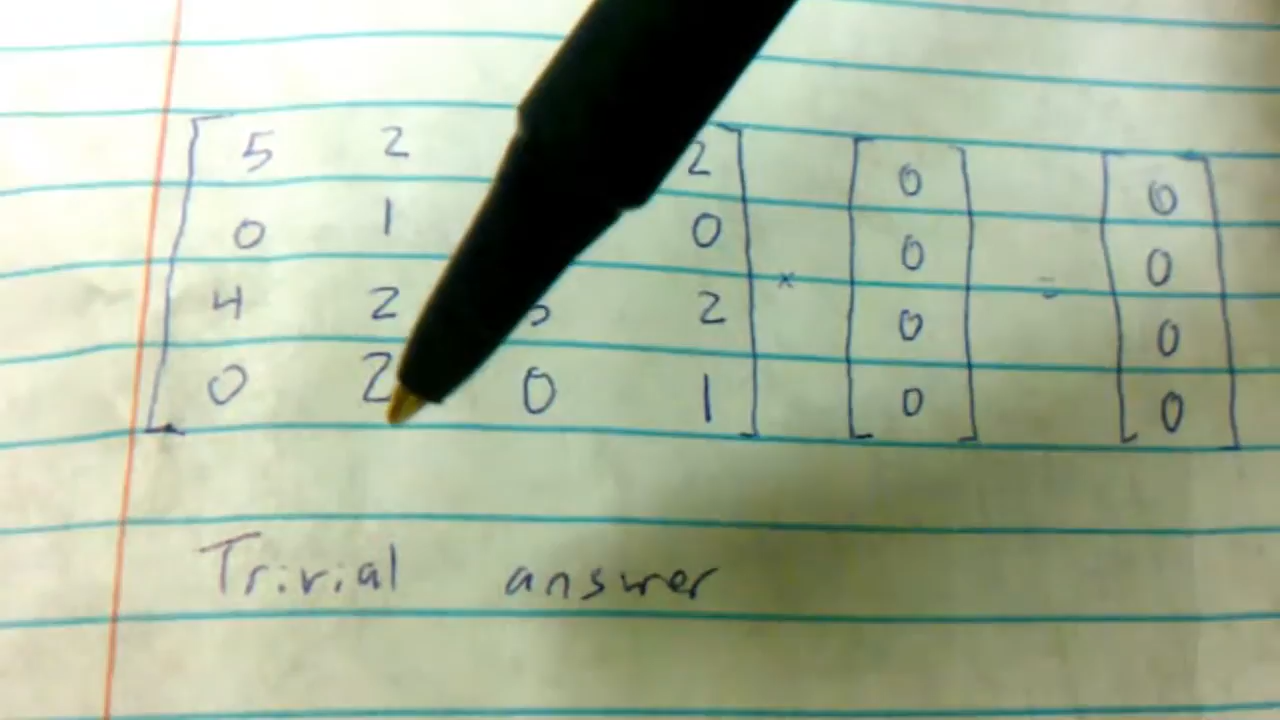 5 2 2 0 0
0 1 0 × 0 = 0
4 2 2 0 0
0 2 0 1 0 0
Trivial answer